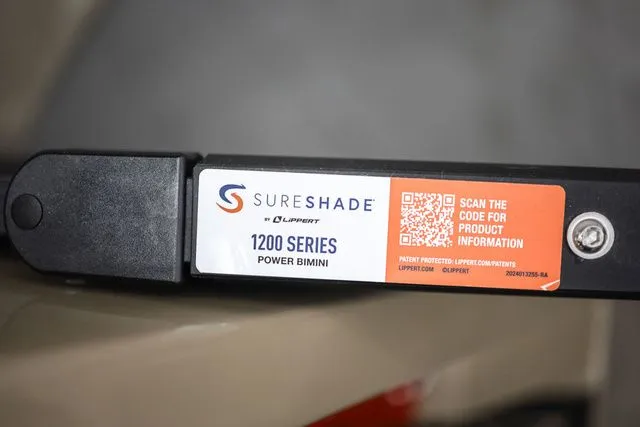 SURESHADE
BY LIPPERT
1200 SERIES
POWER BIMINI
SCAN THE
CODE FOR
PRODUCT
INFORMATION
PATENT PROTECTED: LIPPERT.COM/PATENTS
LIPPERT.COM ©LIPPERT 2024013255-RA